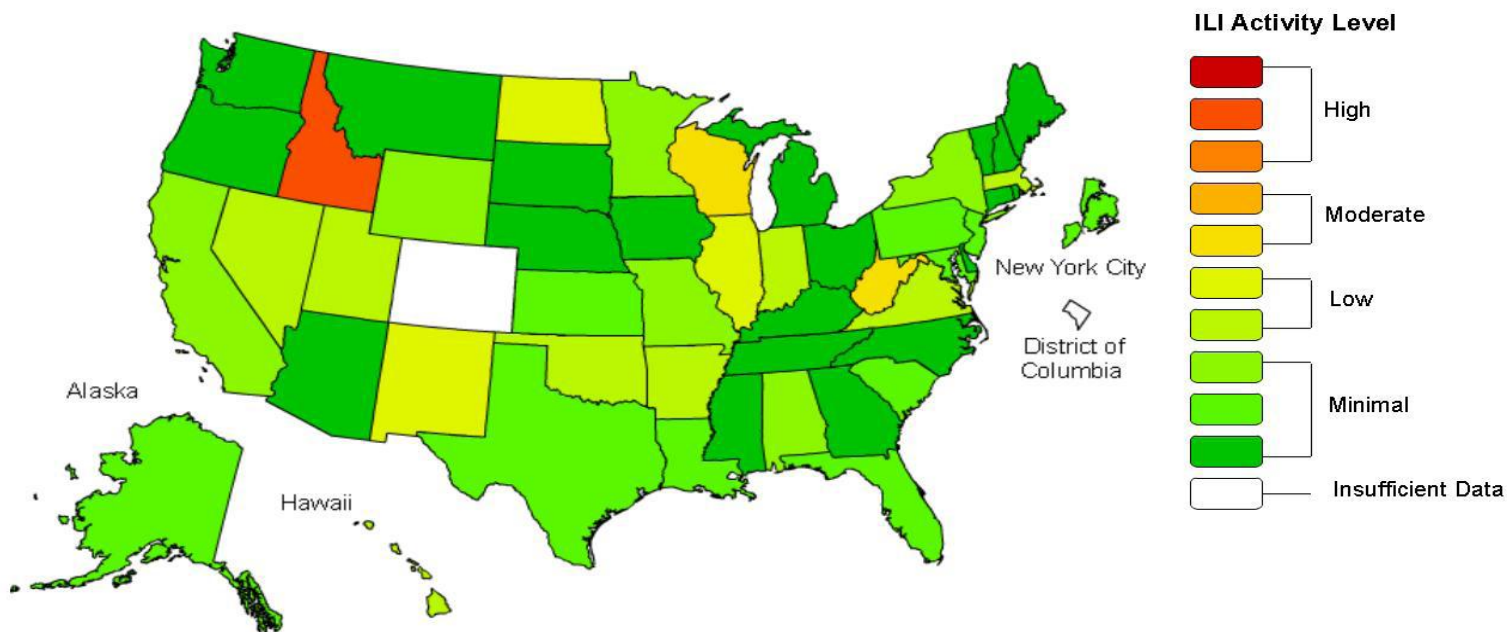 ILI Activity Level
High
Moderate
Low
Minimal
Insufficient Data
New York City
District of
Columbia
Alaska
Hawaii